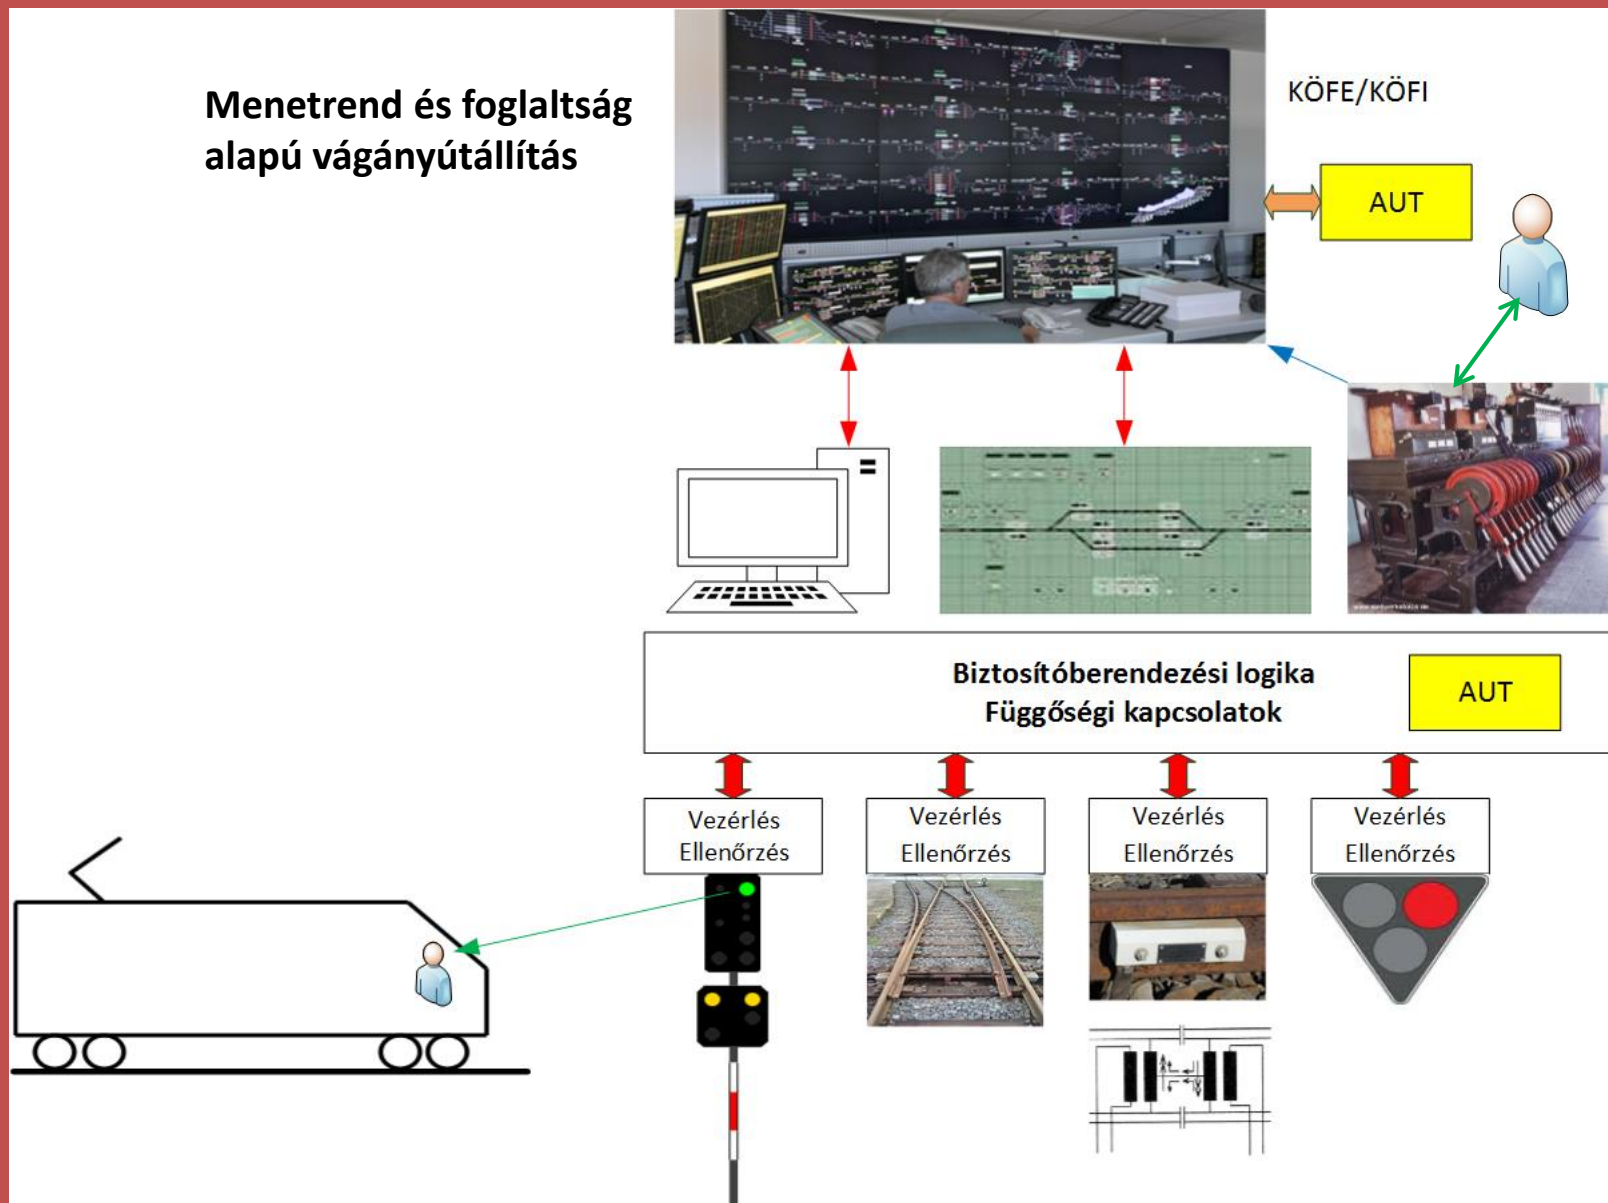 Menetrend és foglaltság
alapú vágányútállítás
KÖFE/KÖFI
AUT
Biztosítóberendezési logika
Függőségi kapcsolatok
AUT
Vezérlés
Ellenőrzés
Vezérlés
Ellenőrzés
Vezérlés
Ellenőrzés
Vezérlés
Ellenőrzés